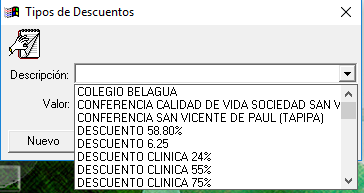 Tipos de Descuentos
Descripción:
COLEGIO BELAGUA
Valor:
CONFERENCIA CALIDAD DE VIDA SOCIEDAD SAN V
CONFERENCIA SAN VICENTE DE PAUL (TAPIPA)
DESCUENTO 58.80%
Nuevo
DESCUENTO 6.25
DESCUENTO CLINICA 24%
DESCUENTO CLINICA 55%
DESCUENTO CLINICA 75%